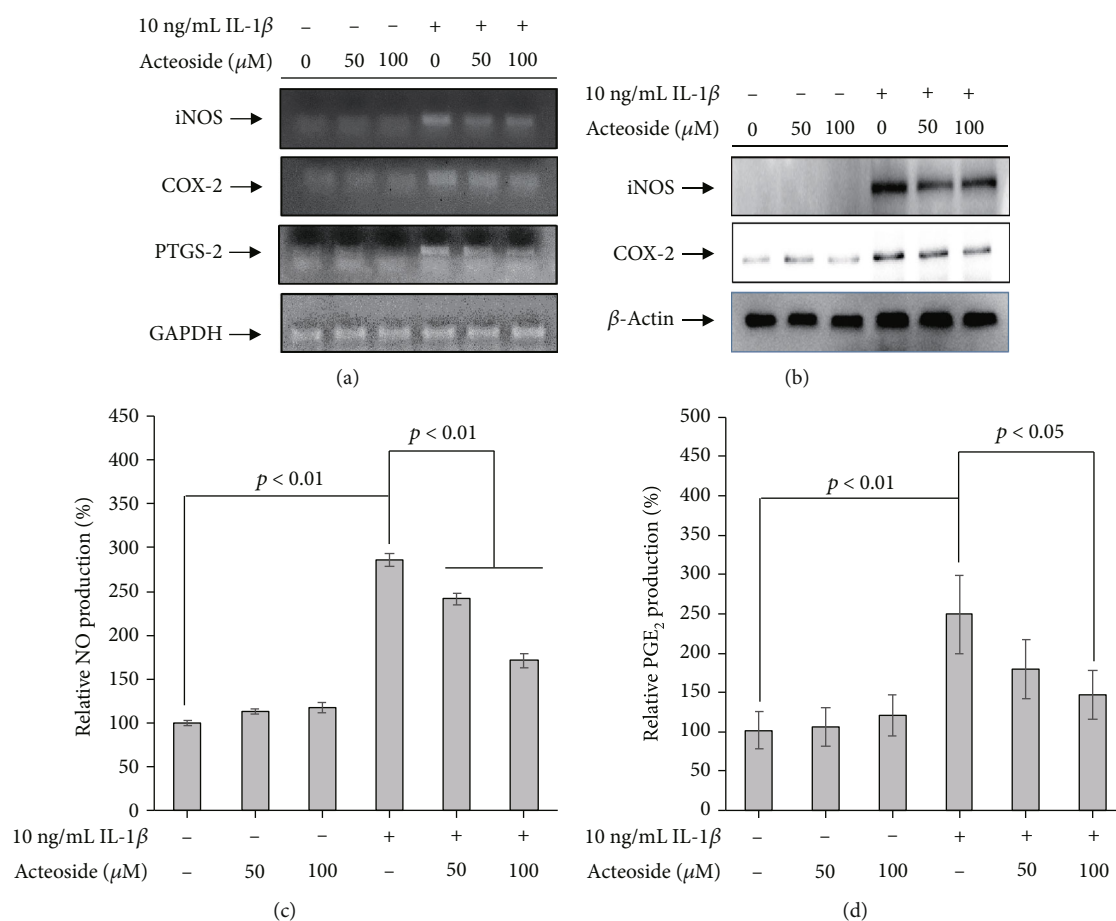 10 ng/mL IL-1β – – – + + +
Acteoside (μM) 0 50 100 0 50 100
iNOS
COX-2
PTGS-2
GAPDH
(a)
10 ng/mL IL-1β – – – + + +
Acteoside (μM) 0 50 100 0 50 100
iNOS
COX-2
β-Actin
(b)
Relative NO production (%)
450
400
350
300
250
200
150
100
50
0
p < 0.01
p < 0.01
10 ng/mL IL-1β – – – + + +
Acteoside (μM) – 50 100 – 50 100
(c)
Relative PGE₂ production (%)
500
450
400
350
300
250
200
150
100
50
0
p < 0.01
p < 0.05
10 ng/mL IL-1β – – – + + +
Acteoside (μM) – 50 100 – 50 100
(d)